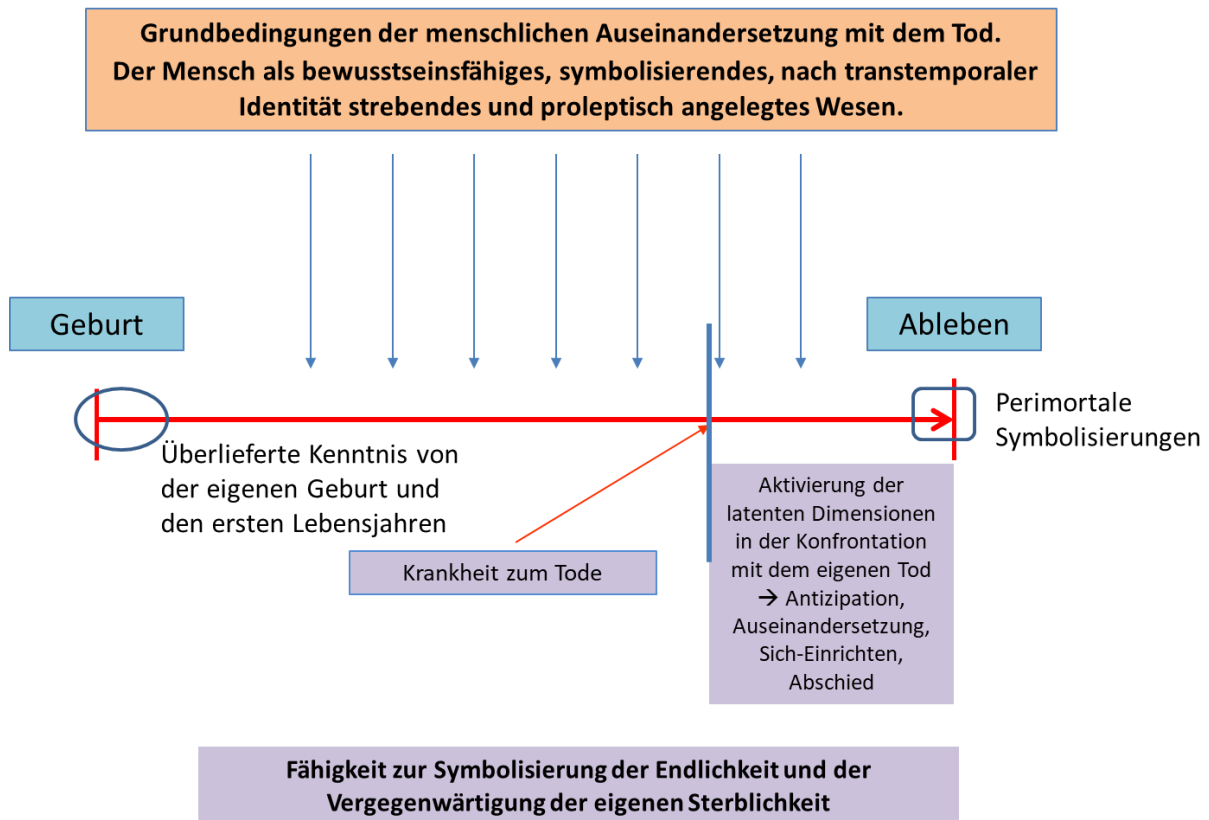 Grundbedingungen der menschlichen Auseinandersetzung mit dem Tod.
Der Mensch als bewusstseinsfähiges, symbolisierendes, nach transtemporaler
Identität strebendes und proleptisch angelegtes Wesen.
Geburt
Ableben
Perimortale
Symbolisierungen
Überlieferte Kenntnis von
der eigenen Geburt und
den ersten Lebensjahren
Krankheit zum Tode
Aktivierung der
latenten Dimensionen
in der Konfrontation
mit dem eigenen Tod
→ Antizipation,
Auseinandersetzung,
Sich-Einrichten,
Abschied
Fähigkeit zur Symbolisierung der Endlichkeit und der
Vergegenwärtigung der eigenen Sterblichkeit